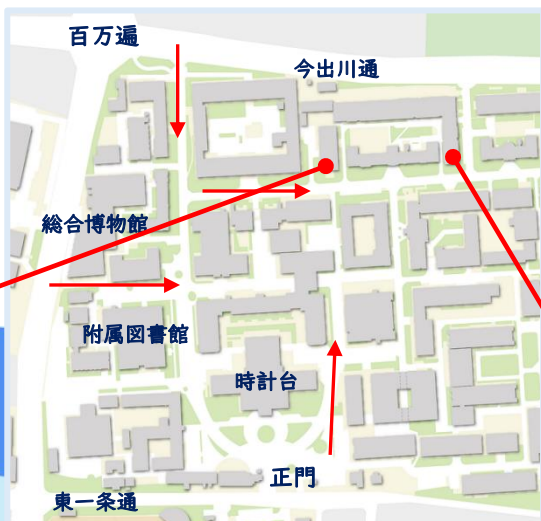 百万遍
今出川通
総合博物館
附属図書館
時計台
正門
東一条通